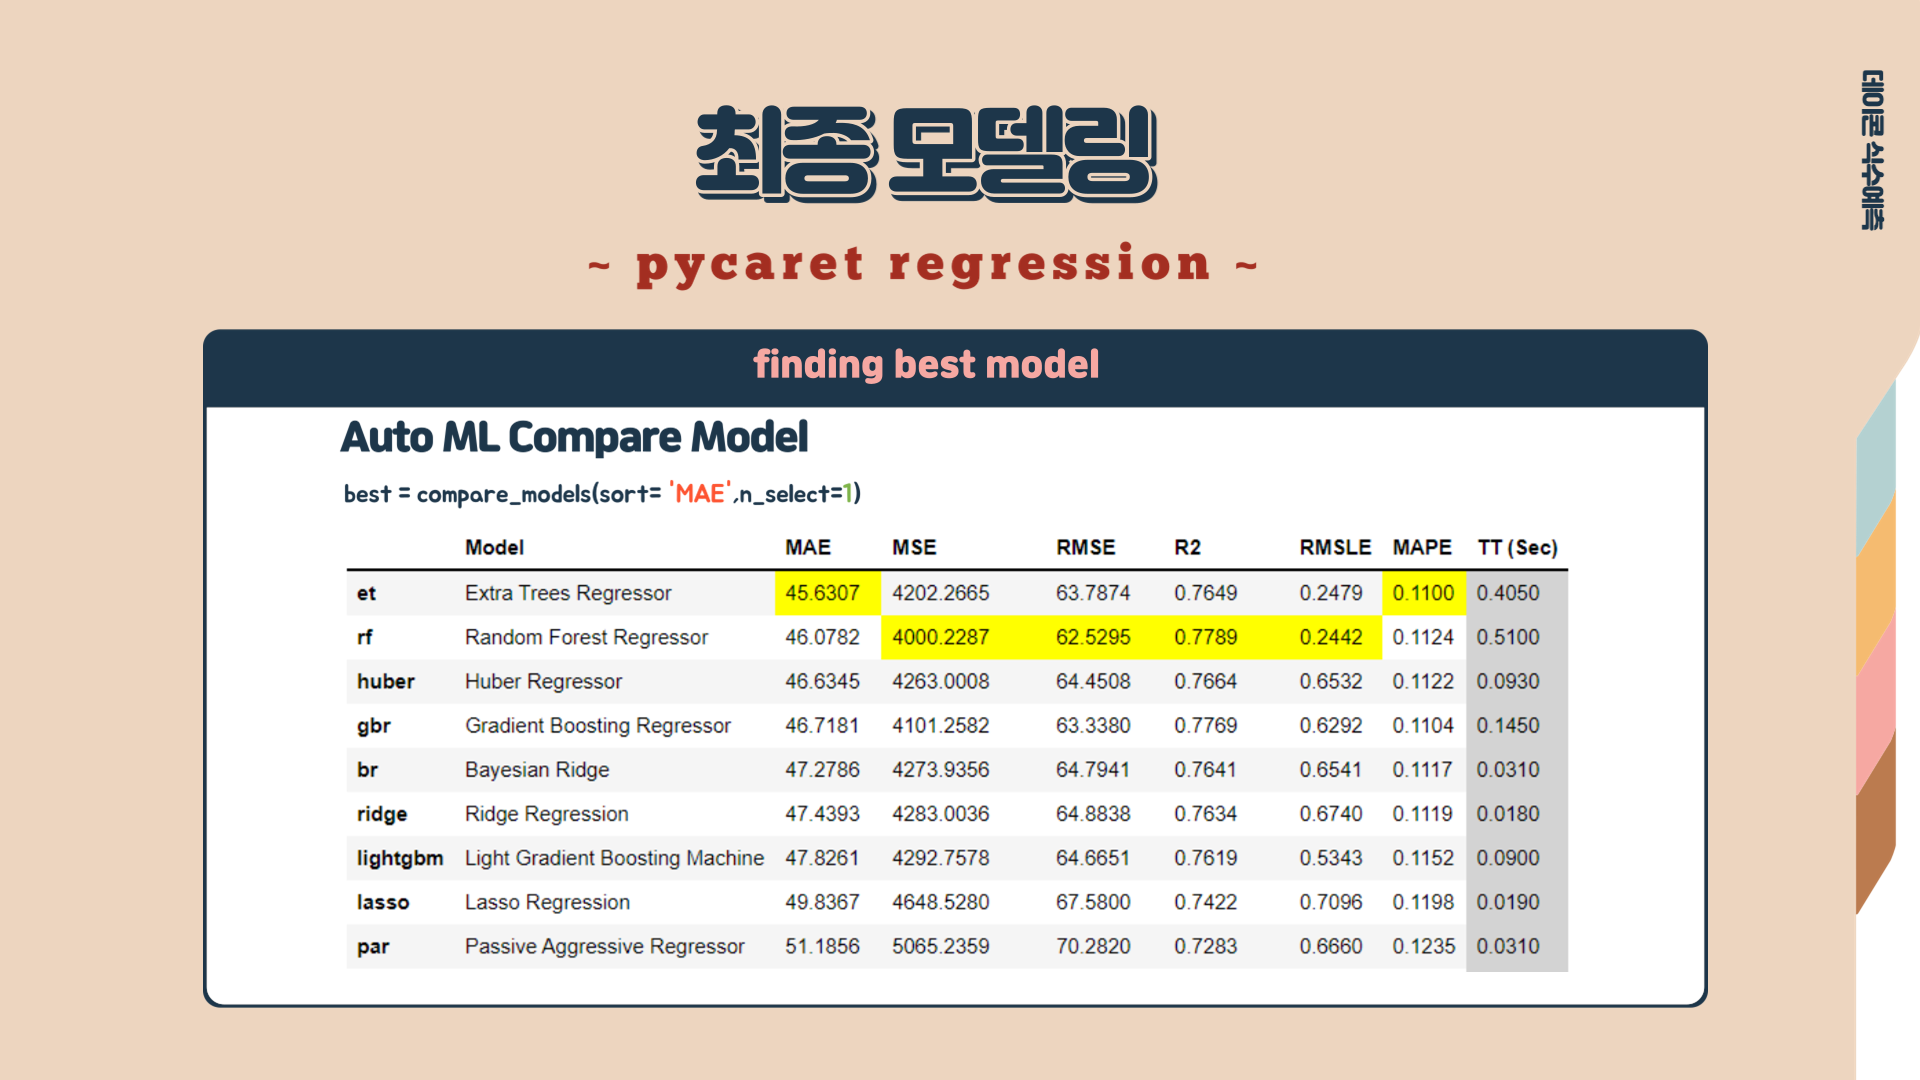 최종 모델링
~ pycaret regression ~
데이콘 식수예측
finding best model
Auto ML Compare Model
best = compare_models(sort= 'MAE',n_select=1)
Model MAE MSE RMSE R2 RMSLE MAPE TT (Sec)
et Extra Trees Regressor 45.6307 4202.2665 63.7874 0.7649 0.2479 0.1100 0.4050
rf Random Forest Regressor 46.0782 4000.2287 62.5295 0.7789 0.2442 0.1124 0.5100
huber Huber Regressor 46.6345 4263.0008 64.4508 0.7664 0.6532 0.1122 0.0930
gbr Gradient Boosting Regressor 46.7181 4101.2582 63.3380 0.7769 0.6292 0.1104 0.1450
br Bayesian Ridge 47.2786 4273.9356 64.7941 0.7641 0.6541 0.1117 0.0310
ridge Ridge Regression 47.4393 4283.0036 64.8838 0.7634 0.6740 0.1119 0.0180
lightgbm Light Gradient Boosting Machine 47.8261 4292.7578 64.6651 0.7619 0.5343 0.1152 0.0900
lasso Lasso Regression 49.8367 4648.5280 67.5800 0.7422 0.7096 0.1198 0.0190
par Passive Aggressive Regressor 51.1856 5065.2359 70.2820 0.7283 0.6660 0.1235 0.0310